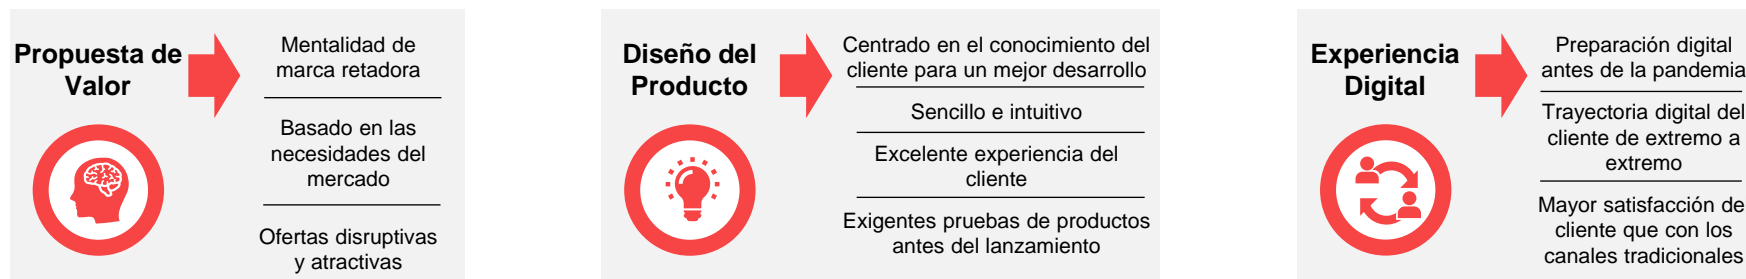 Propuesta de
Valor
Mentalidad de
marca retadora
Basado en las
necesidades del
mercado
Ofertas disruptivas
y atractivas
Diseño del
Producto
Centrado en el conocimiento del
cliente para un mejor desarrollo
Sencillo e intuitivo
Excelente experiencia del
cliente
Exigentes pruebas de productos
antes del lanzamiento
Experiencia
Digital
Preparación digital
antes de la pandemia
Trayectoria digital del
cliente de extremo a
extremo
Mayor satisfacción de
cliente que con los
canales tradicionales